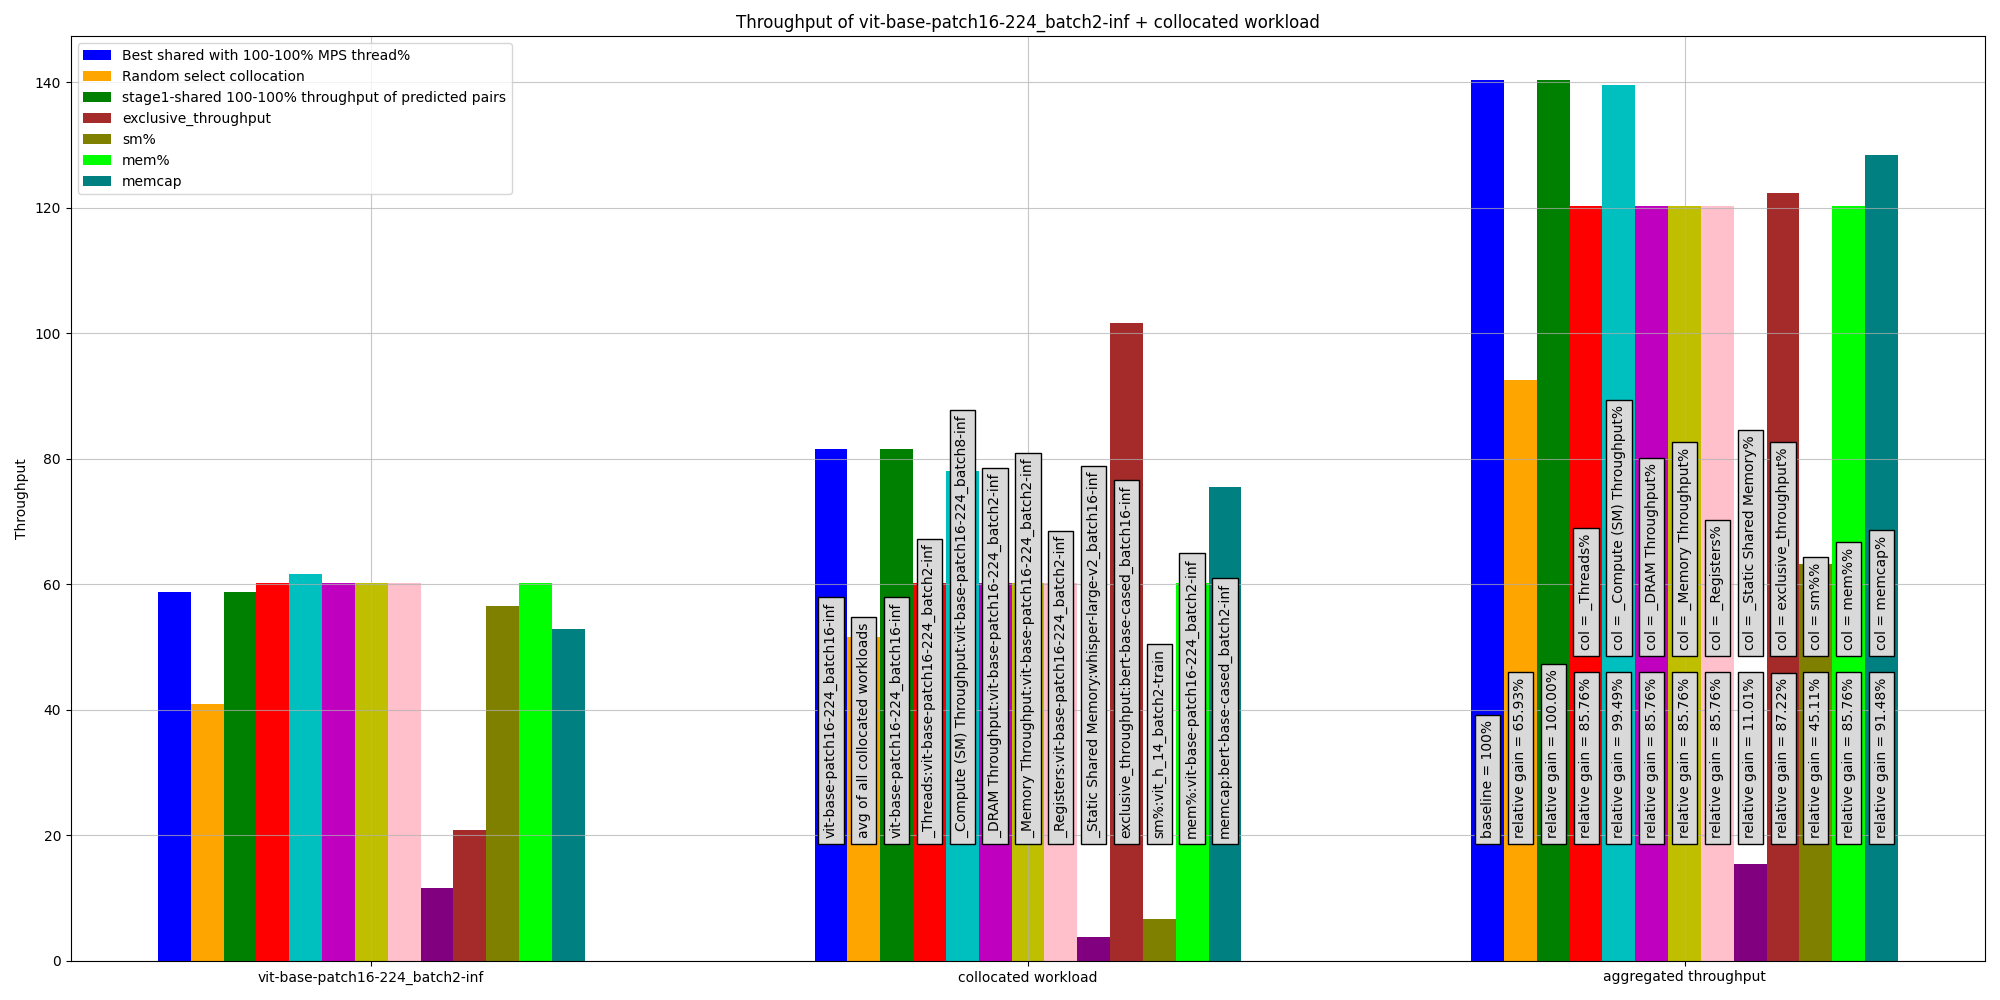 Throughput of vit-base-patch16-224_batch2-inf + collocated workload
Best shared with 100-100% MPS thread%
Random select collocation
stage1-shared 100-100% throughput of predicted pairs
exclusive_throughput
sm%
mem%
memcap
Throughput
140
120
100
80
60
40
20
0
vit-base-patch16-224_batch16-inf
avg of all collocated workloads
vit-base-patch16-224_batch16-inf
_Threads:vit-base-patch16-224_batch2-inf
_Compute (SM) Throughput:vit-base-patch16-224_batch8-inf
_DRAM Throughput:vit-base-patch16-224_batch2-inf
_Memory Throughput:vit-base-patch16-224_batch2-inf
_Registers:vit-base-patch16-224_batch2-inf
_Static Shared Memory:whisper-large-v2_batch16-inf
exclusive_throughput:bert-base-cased_batch16-inf
sm%:vit_h_14_batch2-train
mem%:vit-base-patch16-224_batch2-inf
memcap:bert-base-cased_batch2-inf
col = _Threads%
col = _Compute (SM) Throughput%
col = _DRAM Throughput%
col = _Memory Throughput%
col = _Registers%
col = _Static Shared Memory%
col = exclusive_throughput%
col = sm%%
col = mem%%
col = memcap%
baseline = 100%
relative gain = 65.93%
relative gain = 100.00%
relative gain = 85.76%
relative gain = 99.49%
relative gain = 85.76%
relative gain = 85.76%
relative gain = 85.76%
relative gain = 11.01%
relative gain = 87.22%
relative gain = 45.11%
relative gain = 85.76%
relative gain = 91.48%
vit-base-patch16-224_batch2-inf
collocated workload
aggregated throughput